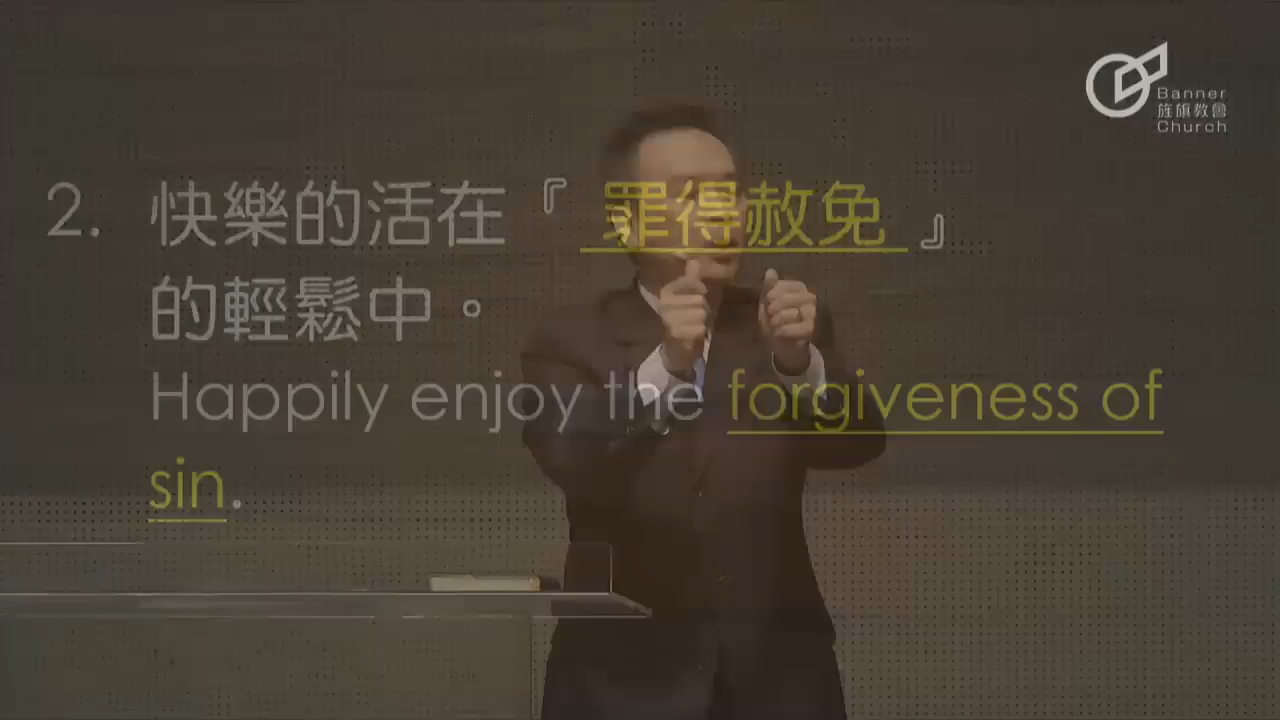 Banner
旌旗教會
Church
2. 快樂的活在『 罪得赦免 』
的輕鬆中。
Happily enjoy the forgiveness of
sin.